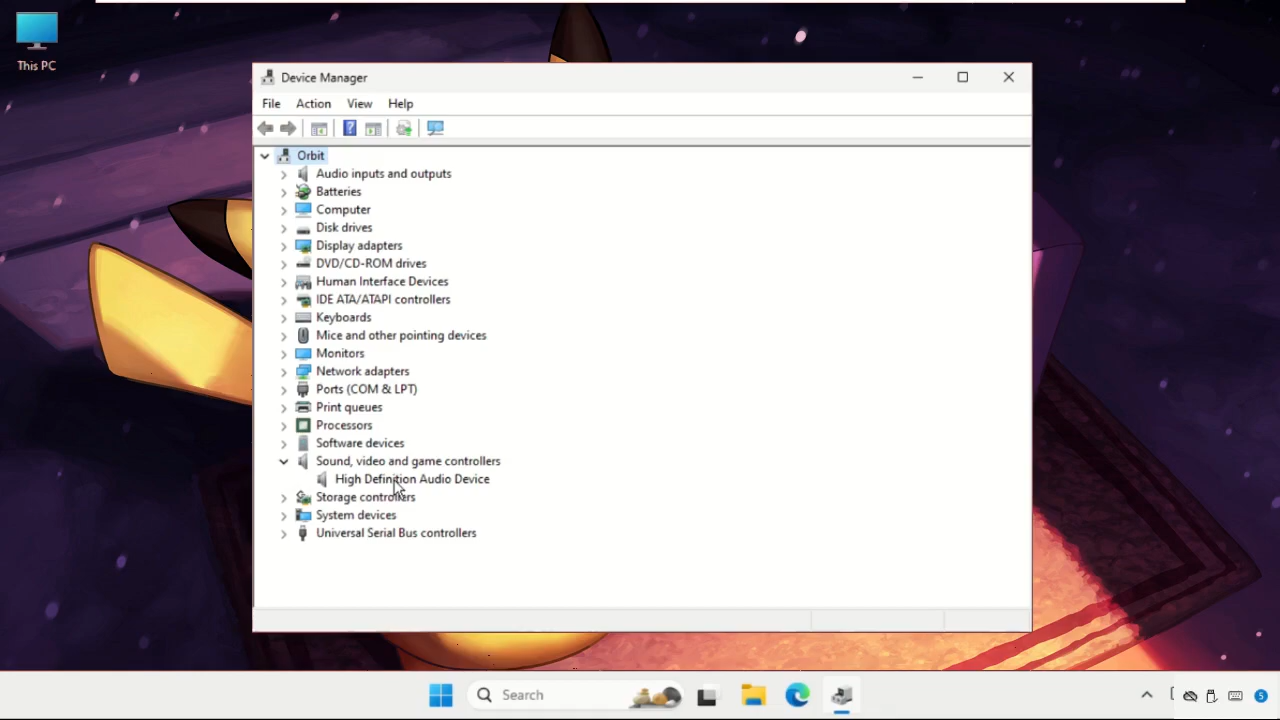 This PC
Device Manager
File Action View Help
Orbit
Audio inputs and outputs
Batteries
Computer
Disk drives
Display adapters
DVD/CD-ROM drives
Human Interface Devices
IDE ATA/ATAPI controllers
Keyboards
Mice and other pointing devices
Monitors
Network adapters
Ports (COM & LPT)
Print queues
Processors
Software devices
Sound, video and game controllers
High Definition Audio Device
Storage controllers
System devices
Universal Serial Bus controllers
Search
5